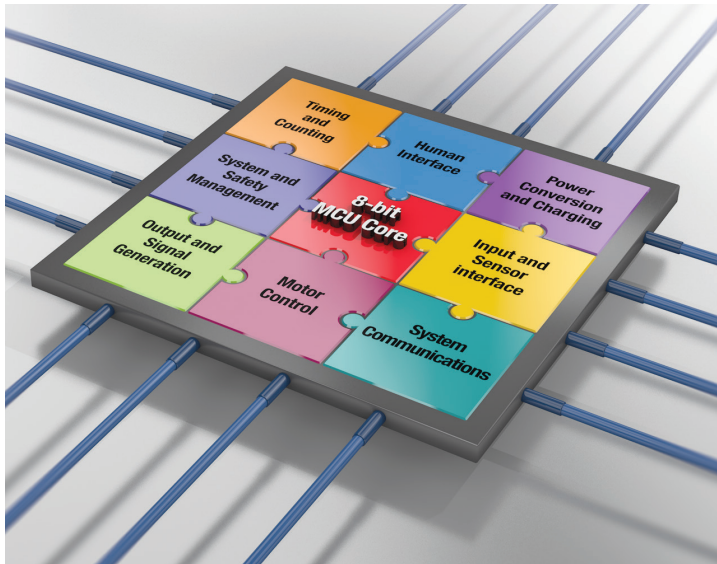 Timing
and
Counting
Human
Interface
Power
Conversion
and Charging
System and
Safety
Management
8-bit
MCU Core
Input and
Sensor
interface
Output and
Signal
Generation
Motor
Control
System
Communications